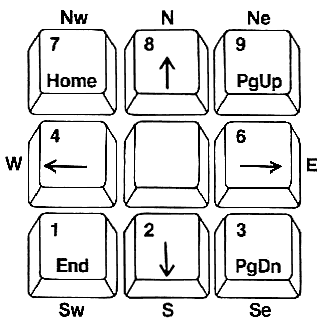 Nw N Ne
7 8 9
Home PgUp
4 6
W E
1 2 3
End PgDn
Sw S Se